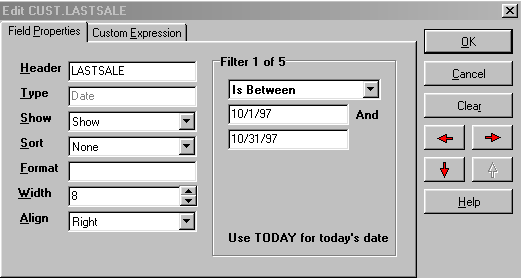 Edit CUST.LASTSALE
Field Properties
Custom Expression
Header
LASTSALE
Type
Date
Show
Show
Sort
None
Format
Width
8
Align
Right
Filter 1 of 5
Is Between
10/1/97
And
10/31/97
Use TODAY for today's date
OK
Cancel
Clear
Help